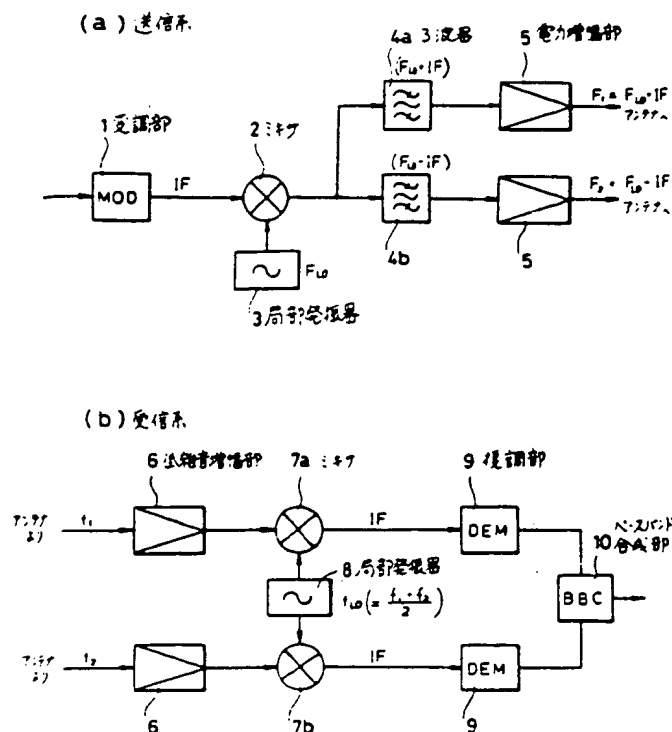 (a) 送信系
4a 3波器
5 電力増幅部
(F_LO+IF)
F₁ = F_LO+IF
アンテナへ
1 変調部
2 ミキサ
MOD
IF
(F_LO-IF)
F₂ = F_LO-IF
アンテナへ
4b
5
F_LO
3 局部発振器
(b) 受信系
6 低雑音増幅部
7a ミキサ
9 復調部
アンテナより
f₁
IF
DEM
ベースバンド
10 合成部
8 局部発振器
f_LO(=
BBC
アンテナより
f₂
IF
DEM
6
7b
9